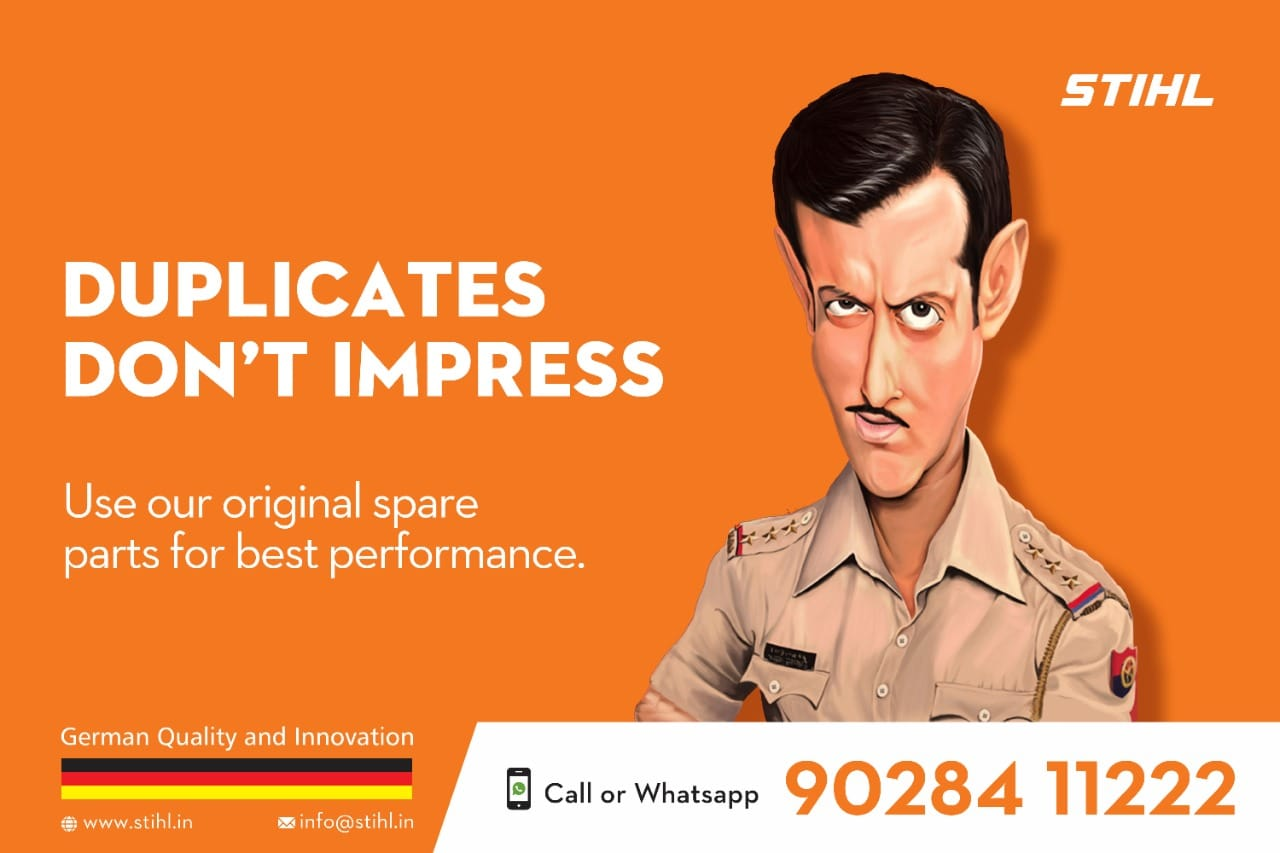 STIHL
DUPLICATES
DON'T IMPRESS
Use our original spare
parts for best performance.
German Quality and Innovation
www.stihl.in
info@stihl.in
Call or Whatsapp
90284 11222